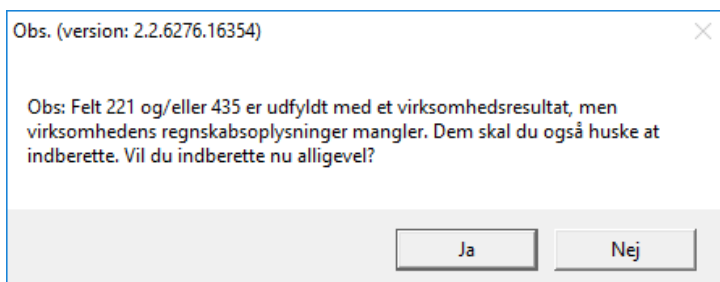 Obs. (version: 2.2.6276.16354)
Obs: Felt 221 og/eller 435 er udfyldt med et virksomhedsresultat, men
virksomhedens regnskabsoplysninger mangler. Dem skal du også huske at
indberette. Vil du indberette nu alligevel?
Ja
Nej